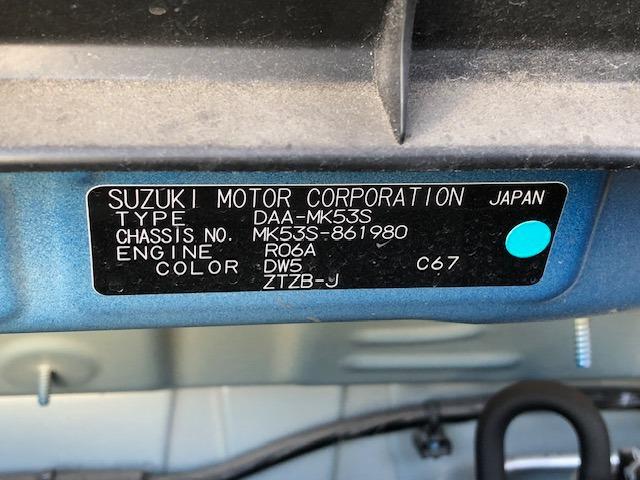 SUZUKI MOTOR CORPORATION JAPAN
TYPE DAA-MK53S
CHASSIS NO. MK53S-861980
ENGINE R06A
COLOR DW5 C67
ZTZB-J